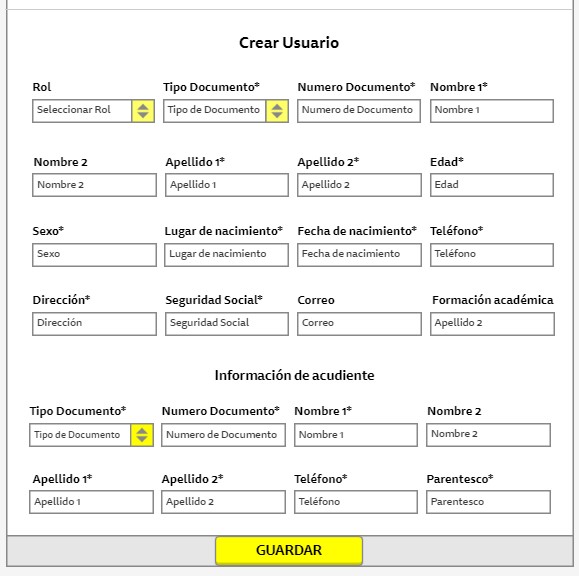 Crear Usuario
Rol Tipo Documento* Numero Documento* Nombre 1*
Seleccionar Rol Tipo de Documento Numero de Documento Nombre 1
Nombre 2 Apellido 1* Apellido 2* Edad*
Nombre 2 Apellido 1 Apellido 2 Edad
Sexo* Lugar de nacimiento* Fecha de nacimiento* Teléfono*
Sexo Lugar de nacimiento Fecha de nacimiento Teléfono
Dirección* Seguridad Social* Correo Formación académica
Dirección Seguridad Social Correo Apellido 2
Información de acudiente
Tipo Documento* Numero Documento* Nombre 1* Nombre 2
Tipo de Documento Numero de Documento Nombre 1 Nombre 2
Apellido 1* Apellido 2* Teléfono* Parentesco*
Apellido 1 Apellido 2 Teléfono Parentesco
GUARDAR